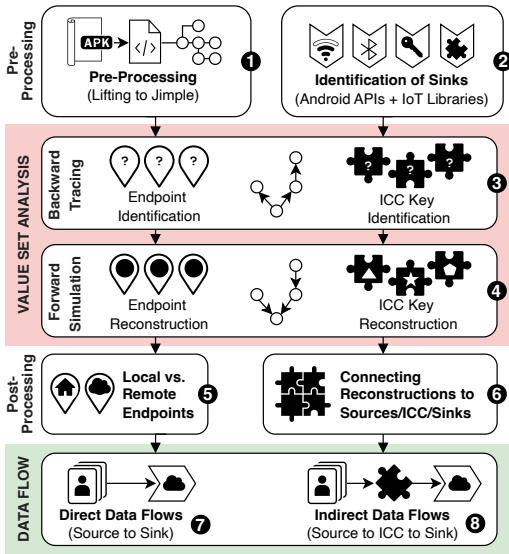 Pre-
Processing
APK
</>
1
Pre-Processing
(Lifting to Jimple)
2
Identification of Sinks
(Android APIs + IoT Libraries)
VALUE SET ANALYSIS
Backward
Tracing
? ? ?
Endpoint
Identification
? ? ?
ICC Key
Identification
3
Forward
Simulation
Endpoint
Reconstruction
ICC Key
Reconstruction
4
Post-
Processing
Local vs.
Remote
Endpoints
5
Connecting
Reconstructions to
Sources/ICC/Sinks
6
DATA FLOW
Direct Data Flows
(Source to Sink)
7
Indirect Data Flows
(Source to ICC to Sink)
8